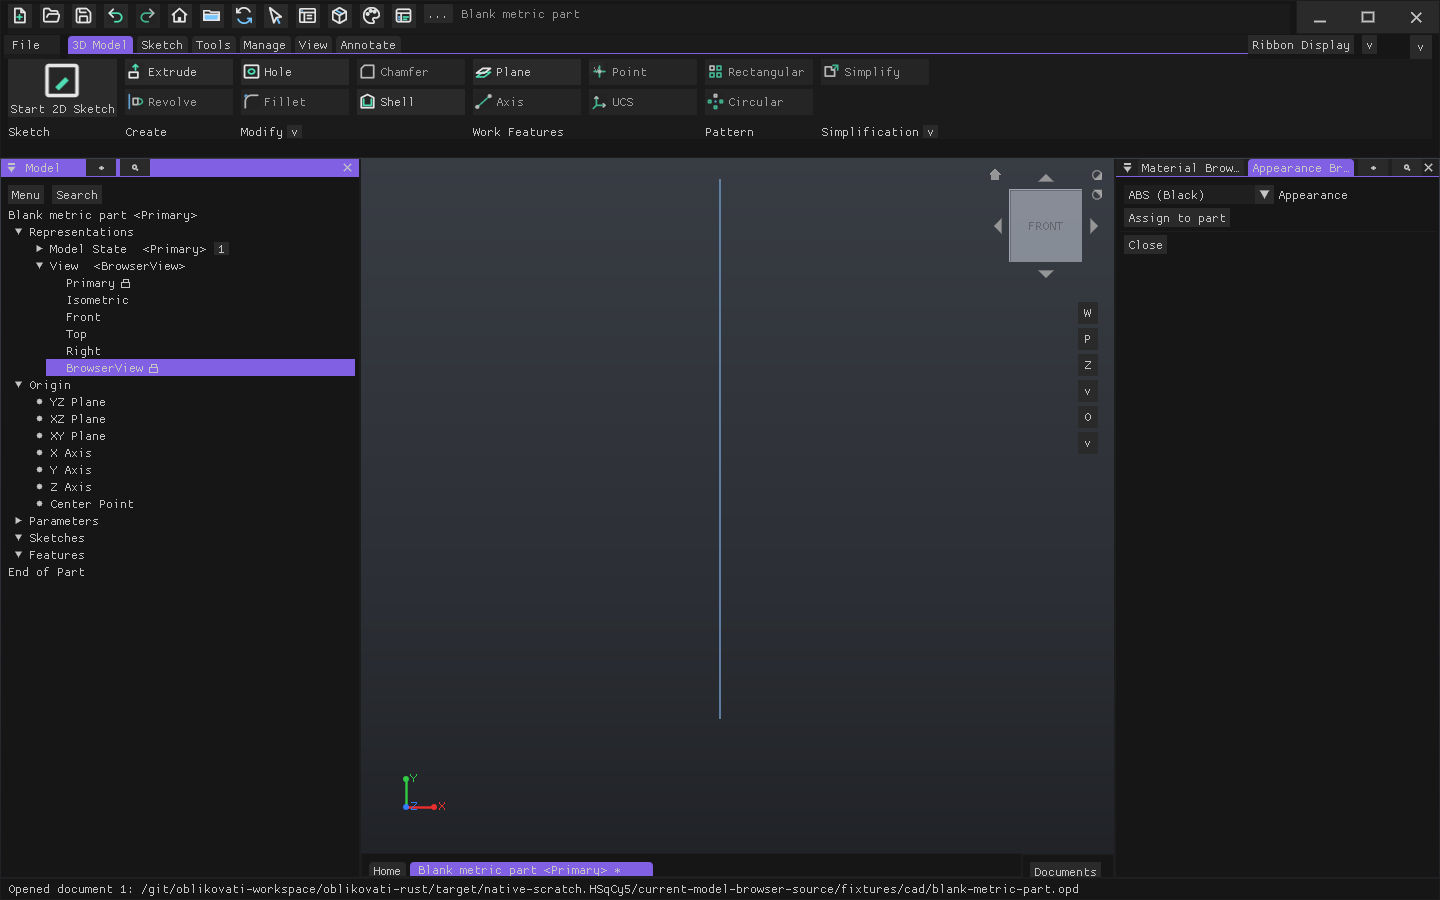 ... Blank metric part
File 3D Model Sketch Tools Manage View Annotate Ribbon Display v v
Start 2D Sketch
Extrude Hole Chamfer Plane Point Rectangular Simplify
Revolve Fillet Shell Axis UCS Circular
Sketch Create Modify v Work Features Pattern Simplification v
Model
Menu Search
Blank metric part <Primary>
Representations
Model State <Primary> 1
View <BrowserView>
Primary
Isometric
Front
Top
Right
BrowserView
Origin
YZ Plane
XZ Plane
XY Plane
X Axis
Y Axis
Z Axis
Center Point
Parameters
Sketches
Features
End of Part
FRONT
W
P
Z
v
O
v
Y
Z X
Material Brow… Appearance Br…
ABS (Black) Appearance
Assign to part
Close
Home Blank metric part <Primary> * Documents
Opened document 1: /git/oblikovati-workspace/oblikovati-rust/target/native-scratch.HSqCy5/current-model-browser-source/fixtures/cad/blank-metric-part.opd